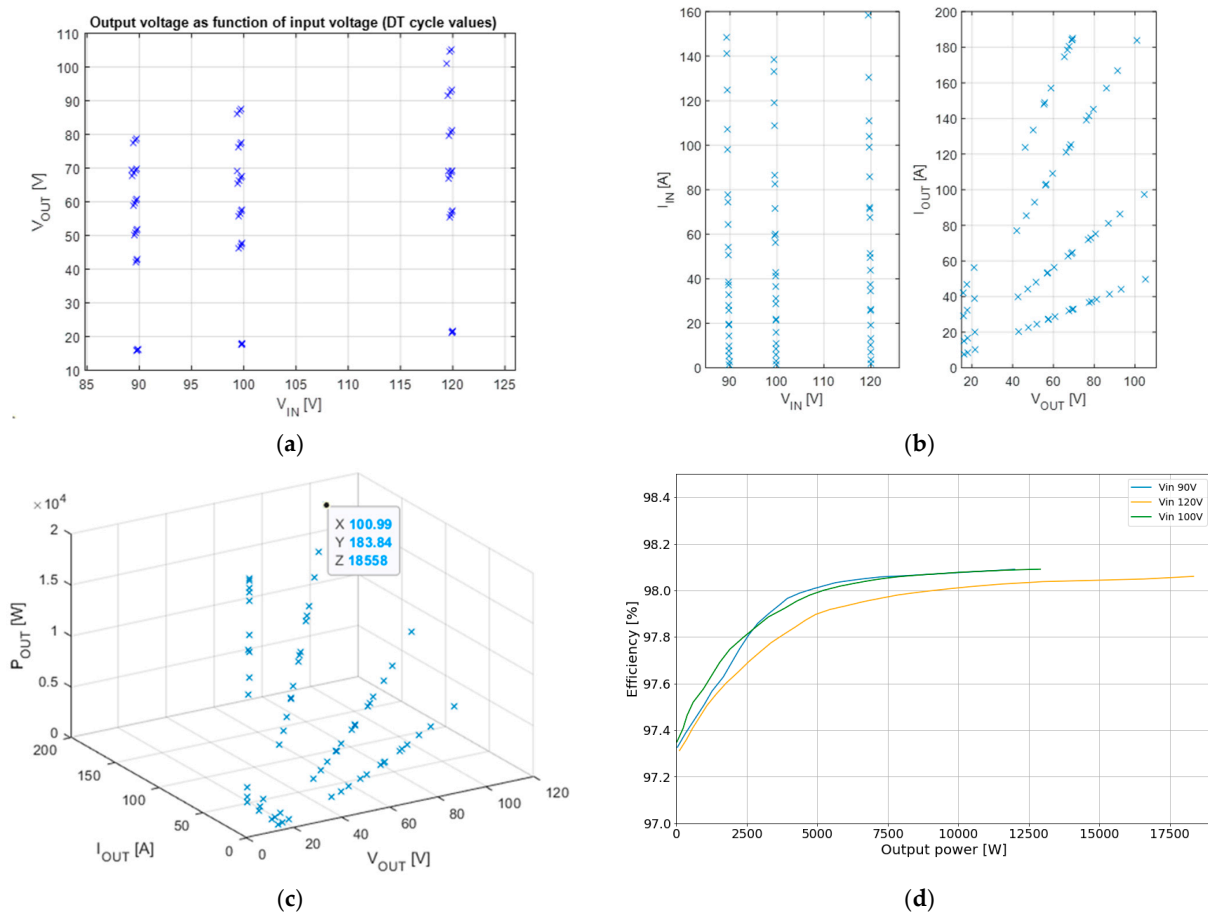 Output voltage as function of input voltage (DT cycle values)
110
100
90
80
70
60
50
40
30
20
10
V_OUT [V]
85 90 95 100 105 110 115 120 125
V_IN [V]
(a)
160
140
120
100
80
60
40
20
0
I_IN [A]
90 100 110 120
V_IN [V]
200
180
160
140
120
100
80
60
40
20
0
I_OUT [A]
20 40 60 80 100
V_OUT [V]
(b)
×10^4
2
1.5
1
0.5
0
P_OUT [W]
X 100.99
Y 183.84
Z 18558
200
150
100
50
0
I_OUT [A]
0
20
40
60
80
100
120
V_OUT [V]
(c)
98.4
98.2
98.0
97.8
97.6
97.4
97.2
97.0
Efficiency [%]
Vin 90V
Vin 120V
Vin 100V
0 2500 5000 7500 10000 12500 15000 17500
Output power [W]
(d)